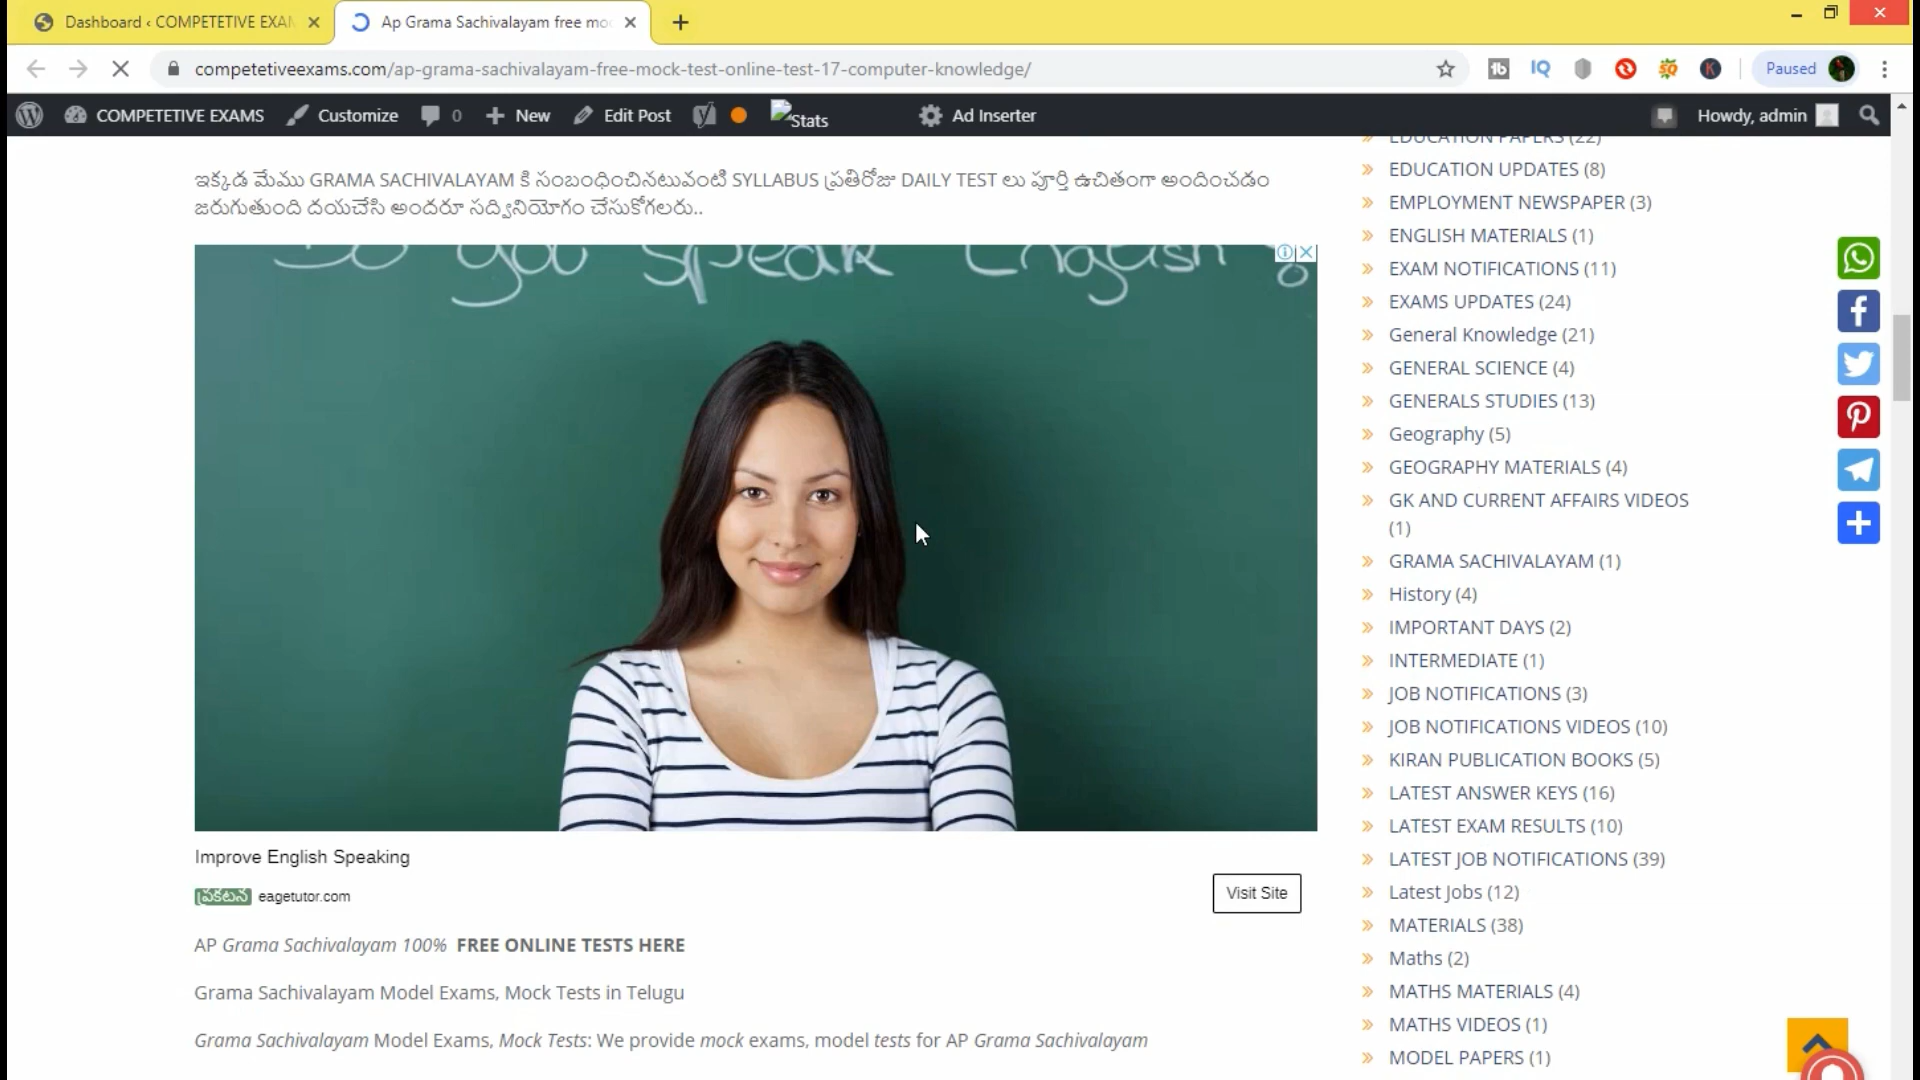 Dashboard ‹ COMPETETIVE EXAM
Ap Grama Sachivalayam free mo
competetiveexams.com/ap-grama-sachivalayam-free-mock-test-online-test-17-computer-knowledge/
Paused
COMPETETIVE EXAMS
Customize
0
New
Edit Post
Stats
Ad Inserter
Howdy, admin
ఇక్కడ మేము GRAMA SACHIVALAYAM కి సంబంధించినటువంటి SYLLABUS ప్రతిరోజు DAILY TEST లు పూర్తి ఉచితంగా అందించడం
జరుగుతుంది దయచేసి అందరూ సద్వినియోగం చేసుకోగలరు..
Do you speak English ?
Improve English Speaking
ప్రకటన eagetutor.com
Visit Site
AP Grama Sachivalayam 100% FREE ONLINE TESTS HERE
Grama Sachivalayam Model Exams, Mock Tests in Telugu
Grama Sachivalayam Model Exams, Mock Tests: We provide mock exams, model tests for AP Grama Sachivalayam
EDUCATION PAPERS (22)
EDUCATION UPDATES (8)
EMPLOYMENT NEWSPAPER (3)
ENGLISH MATERIALS (1)
EXAM NOTIFICATIONS (11)
EXAMS UPDATES (24)
General Knowledge (21)
GENERAL SCIENCE (4)
GENERALS STUDIES (13)
Geography (5)
GEOGRAPHY MATERIALS (4)
GK AND CURRENT AFFAIRS VIDEOS
(1)
GRAMA SACHIVALAYAM (1)
History (4)
IMPORTANT DAYS (2)
INTERMEDIATE (1)
JOB NOTIFICATIONS (3)
JOB NOTIFICATIONS VIDEOS (10)
KIRAN PUBLICATION BOOKS (5)
LATEST ANSWER KEYS (16)
LATEST EXAM RESULTS (10)
LATEST JOB NOTIFICATIONS (39)
Latest Jobs (12)
MATERIALS (38)
Maths (2)
MATHS MATERIALS (4)
MATHS VIDEOS (1)
MODEL PAPERS (1)